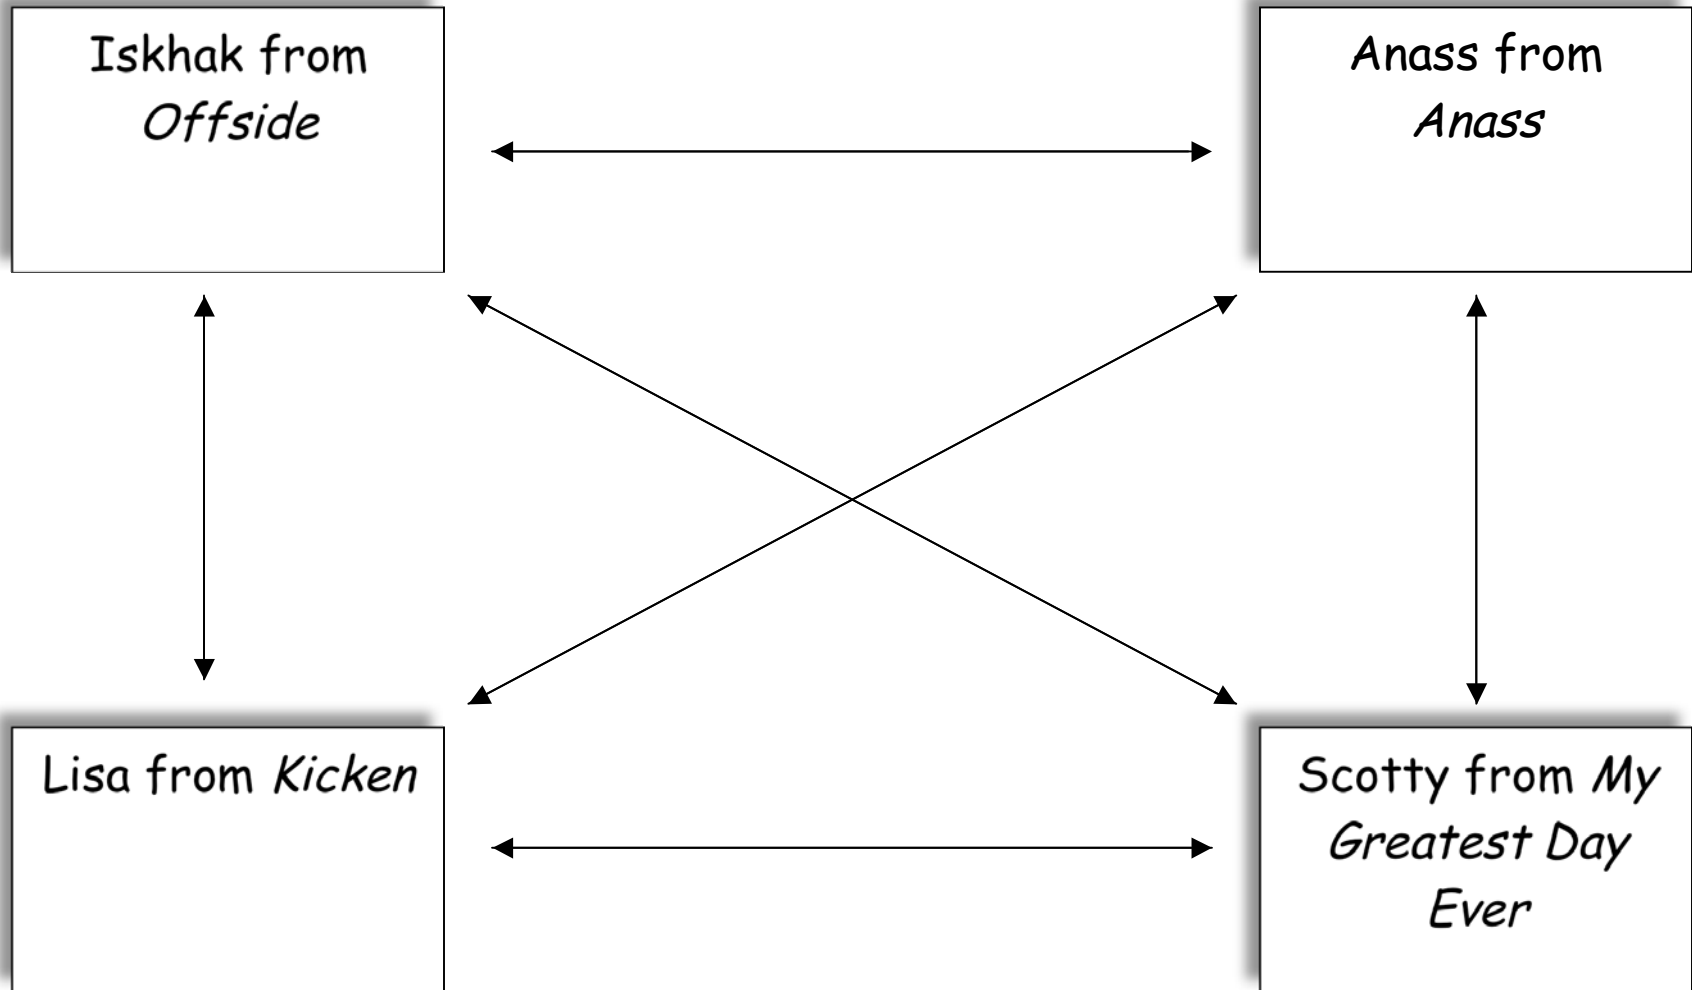 Iskhak from
Offside
Anass from
Anass
Lisa from Kicken
Scotty from My
Greatest Day
Ever